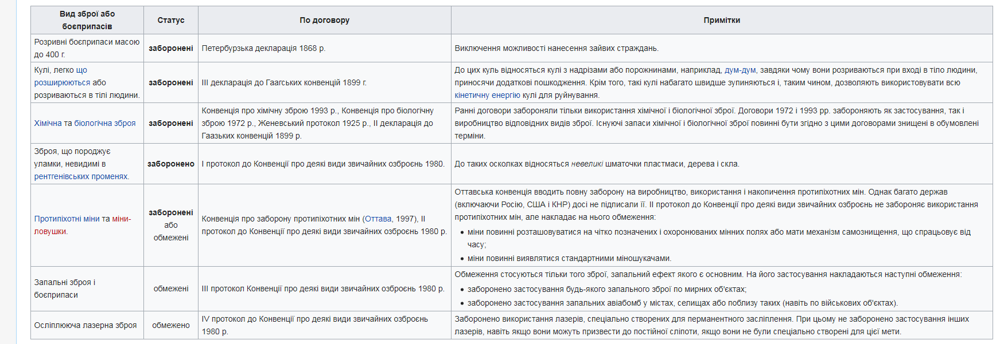 Вид зброї або
боєприпасів
Статус
По договору
Примітки
Розривні боєприпаси масою
до 400 г.
заборонені
Петербурзька декларація 1868 р.
Виключення можливості нанесення зайвих страждань.
Кулі, легко що
розширюються або
розриваються в тілі людини.
заборонені
III декларація до Гаагських конвенцій 1899 г.
До цих куль відносяться кулі з надрізами або порожнинами, наприклад, дум-дум, завдяки чому вони розриваються при вході в тіло людини,
приносячи додаткові пошкодження. Крім того, такі кулі набагато швидше зупиняються і, таким чином, дозволяють використовувати всю
кінетичну енергію кулі для руйнування.
Хімічна та біологічна зброя
заборонені
Конвенція про хімічну зброю 1993 р., Конвенція про біологічну
зброю 1972 р., Женевський протокол 1925 р., II декларація до
Гаазьких конвенцій 1899 р.
Ранні договори забороняли тільки використання хімічної і біологічної зброї. Договори 1972 і 1993 рр. забороняють як застосування, так і
виробництво відповідних видів зброї. Існуючі запаси хімічної і біологічної зброї повинні бути згідно з цими договорами знищені в обумовлені
терміни.
Зброя, що породжує
уламки, невидимі в
рентгенівських променях.
заборонено
I протокол до Конвенції про деякі види звичайних озброєнь 1980.
До таких осколках відносяться невеликі шматочки пластмаси, дерева і скла.
Протипіхотні міни та міни-
ловушки.
заборонені
або
обмежені
Конвенція про заборону протипіхотних мін (Оттава, 1997), II
протокол до Конвенції про деякі види звичайних озброєнь 1980 р.
Оттавська конвенція вводить повну заборону на виробництво, використання і накопичення протипіхотних мін. Однак багато держав
(включаючи Росію, США і КНР) досі не підписали її. II протокол до Конвенції про деякі види звичайних озброєнь не забороняє використання
протипіхотних мін, але накладає на нього обмеження:
• міни повинні розташовуватися на чітко позначених і охоронюваних мінних полях або мати механізм самознищення, що спрацьовує від
часу;
• міни повинні виявлятися стандартними міношукачами.
Запальні зброя і
боєприпаси
обмежені
III протокол Конвенції про деякі види звичайних озброєнь 1980 р.
Обмеження стосуються тільки того зброї, запальний ефект якого є основним. На його застосування накладаються наступні обмеження:
• заборонено застосування будь-якого запального зброї по мирних об'єктах;
• заборонено застосування запальних авіабомб у містах, селищах або поблизу таких (навіть по військових об'єктах).
Осліплююча лазерна зброя
обмежено
IV протокол до Конвенції про деякі види звичайних озброєнь
1980 р.
Заборонено використання лазерів, спеціально створених для перманентного засліплення. При цьому не заборонено застосування інших
лазерів, навіть якщо вони можуть призвести до постійної сліпоти, якщо вони не були спеціально створені для цієї мети.